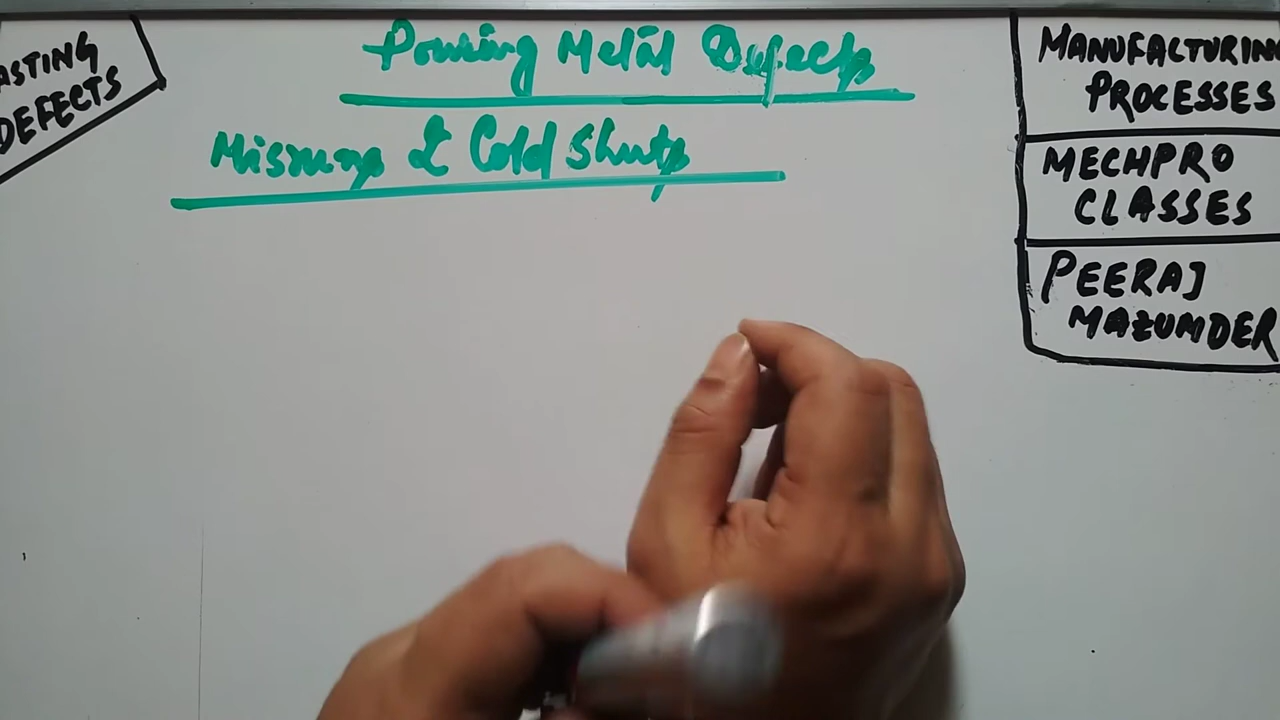 ASTING
DEFECTS
Pouring Metal Defects
Misruns & Cold Shuts
MANUFACTURING
PROCESSES
MECHPRO
CLASSES
PEERAJ
MAZUMDER